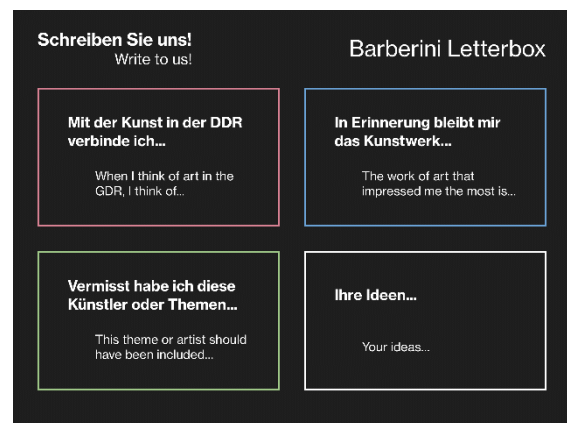 Schreiben Sie uns!
Write to us!
Barberini Letterbox
Mit der Kunst in der DDR
verbinde ich...
When I think of art in the
GDR, I think of...
In Erinnerung bleibt mir
das Kunstwerk...
The work of art that
impressed me the most is...
Vermisst habe ich diese
Künstler oder Themen...
This theme or artist should
have been included...
Ihre Ideen...
Your ideas...